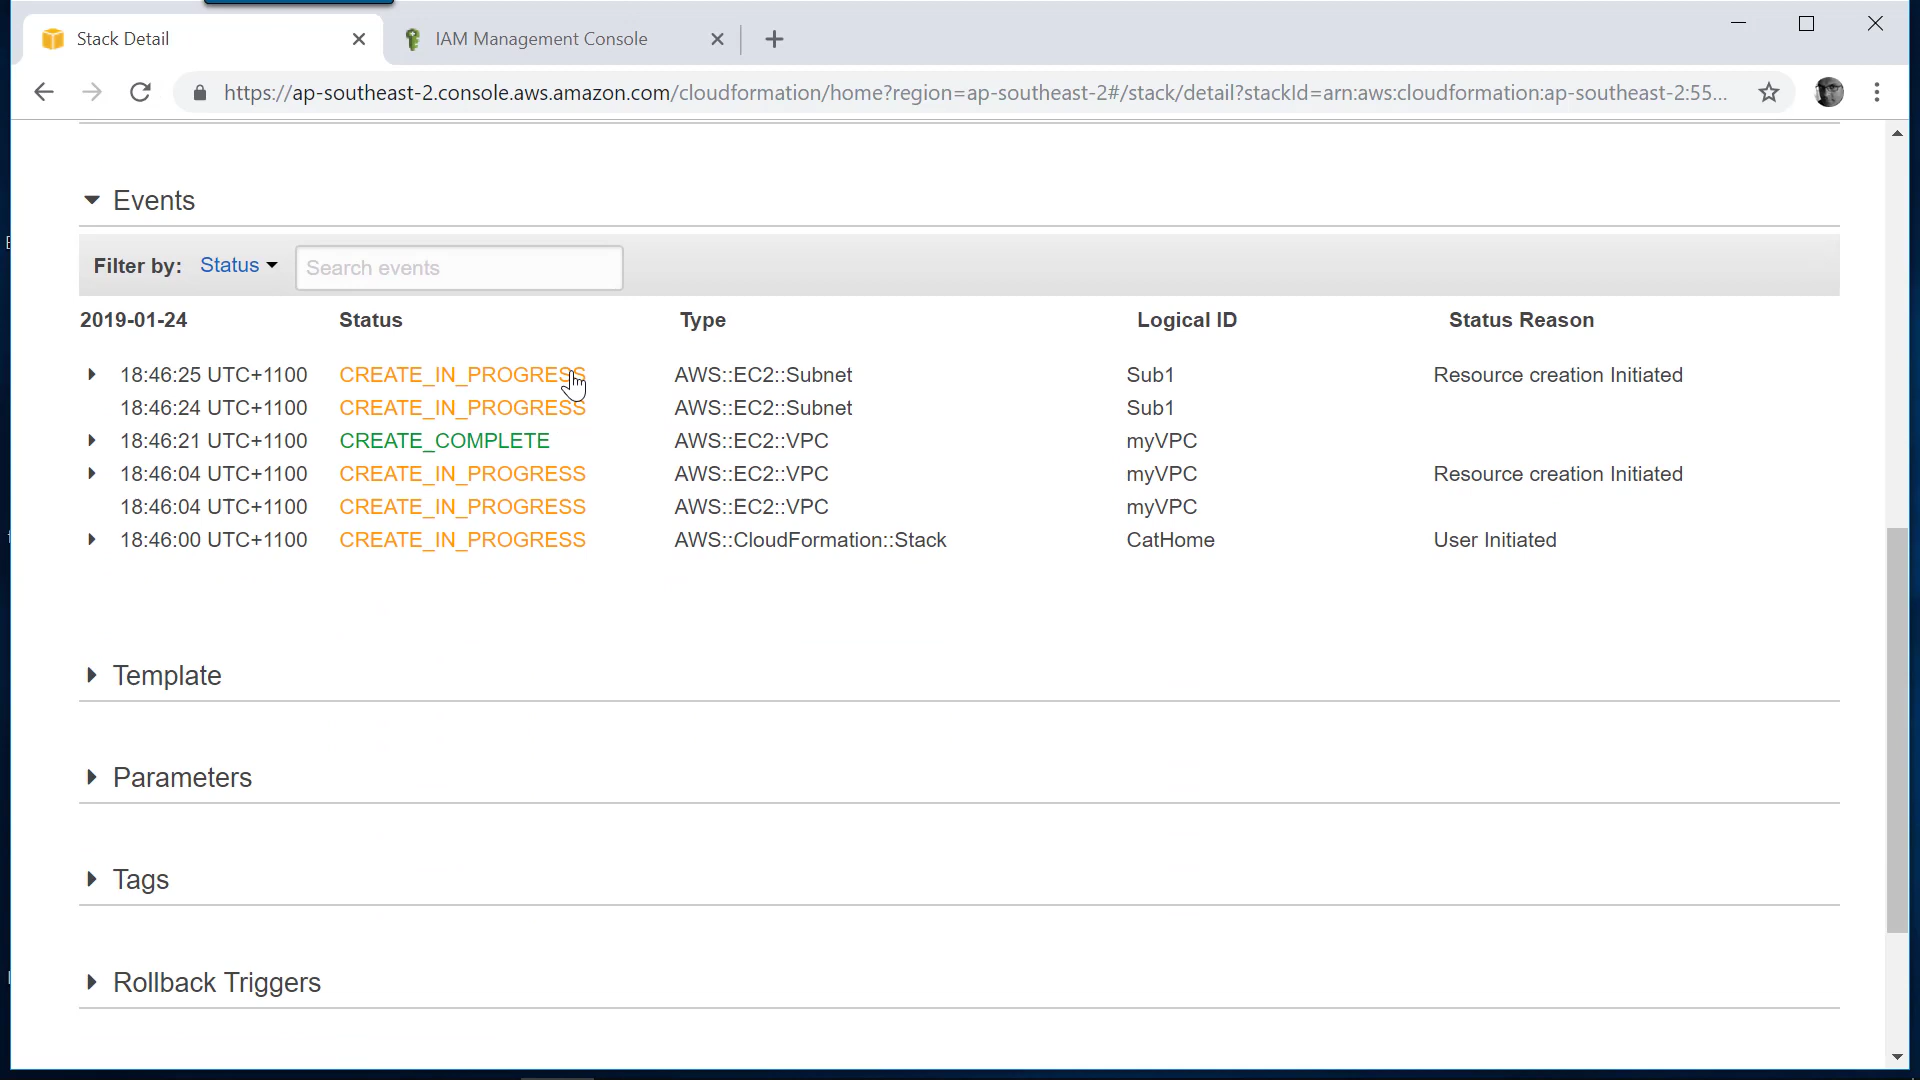 Stack Detail
IAM Management Console
https://ap-southeast-2.console.aws.amazon.com/cloudformation/home?region=ap-southeast-2#/stack/detail?stackId=arn:aws:cloudformation:ap-southeast-2:55...
Events
Filter by: Status Search events
2019-01-24 Status Type Logical ID Status Reason
18:46:25 UTC+1100 CREATE_IN_PROGRESS AWS::EC2::Subnet Sub1 Resource creation Initiated
18:46:24 UTC+1100 CREATE_IN_PROGRESS AWS::EC2::Subnet Sub1
18:46:21 UTC+1100 CREATE_COMPLETE AWS::EC2::VPC myVPC
18:46:04 UTC+1100 CREATE_IN_PROGRESS AWS::EC2::VPC myVPC Resource creation Initiated
18:46:04 UTC+1100 CREATE_IN_PROGRESS AWS::EC2::VPC myVPC
18:46:00 UTC+1100 CREATE_IN_PROGRESS AWS::CloudFormation::Stack CatHome User Initiated
Template
Parameters
Tags
Rollback Triggers